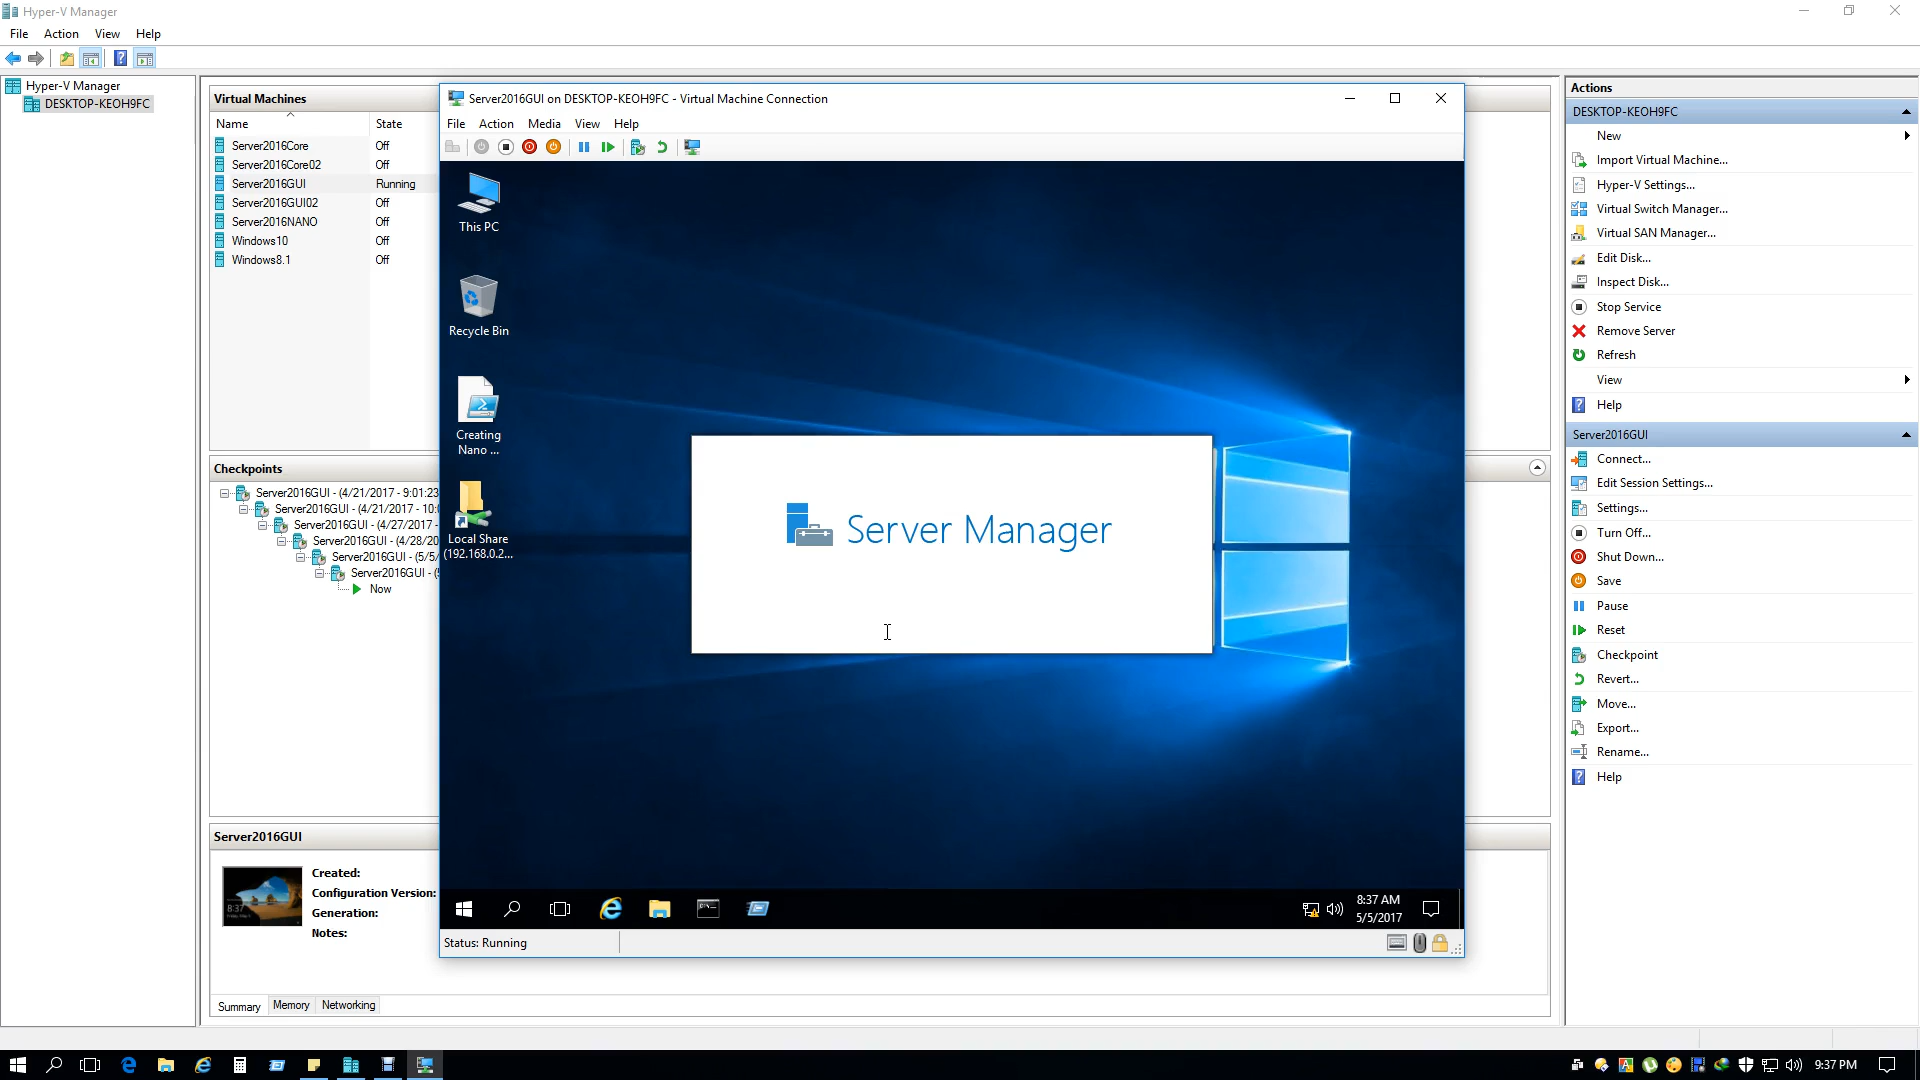 Hyper-V Manager
File Action View Help
Hyper-V Manager
DESKTOP-KEOH9FC
Virtual Machines
Name State
Server2016Core Off
Server2016Core02 Off
Server2016GUI Running
Server2016GUI02 Off
Server2016NANO Off
Windows10 Off
Windows8.1 Off
Checkpoints
Server2016GUI - (4/21/2017 - 9:01:23
Server2016GUI - (4/21/2017 - 10:0
Server2016GUI - (4/27/2017 -
Server2016GUI - (4/28/20
Server2016GUI - (5/5/
Server2016GUI - (
Now
Server2016GUI
Created:
Configuration Version:
Generation:
Notes:
Summary Memory Networking
Server2016GUI on DESKTOP-KEOH9FC - Virtual Machine Connection
File Action Media View Help
This PC
Recycle Bin
Creating
Nano ...
Local Share
(192.168.0.2...
Server Manager
8:37 AM
5/5/2017
Status: Running
Actions
DESKTOP-KEOH9FC
New
Import Virtual Machine...
Hyper-V Settings...
Virtual Switch Manager...
Virtual SAN Manager...
Edit Disk...
Inspect Disk...
Stop Service
Remove Server
Refresh
View
Help
Server2016GUI
Connect...
Edit Session Settings...
Settings...
Turn Off...
Shut Down...
Save
Pause
Reset
Checkpoint
Revert...
Move...
Export...
Rename...
Help
9:37 PM